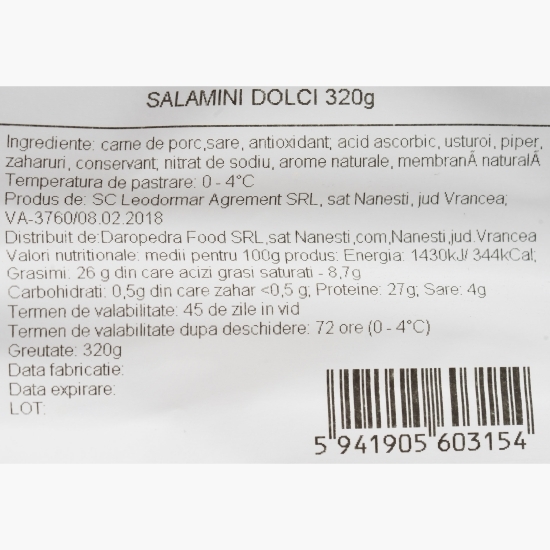 SALAMINI DOLCI 320g
Ingrediente: carne de porc,sare, antioxidant; acid ascorbic, usturoi, piper,
zaharuri, conservant; nitrat de sodiu, arome naturale, membranĂ naturalĂ
Temperatura de pastrare: 0 - 4°C
Produs de: SC Leodormar Agrement SRL, sat Nanesti, jud Vrancea;
VA-3760/08.02.2018
Distribuit de:Daropedra Food SRL,sat Nanesti,com,Nanesti,jud.Vrancea
Valori nutritionale: medii pentru 100g produs: Energia: 1430kJ/ 344kCal;
Grasimi: 26 g din care acizi grasi saturati - 8,7g
Carbohidrati: 0,5g din care zahar <0,5 g; Proteine: 27g; Sare: 4g
Termen de valabilitate: 45 de zile in vid
Termen de valabilitate dupa deschidere: 72 ore (0 - 4°C)
Greutate: 320g
Data fabricatie:
Data expirare:
LOT:
5 941905 603154